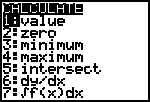 CALCULATE
1:value
2:zero
3:minimum
4:maximum
5:intersect
6:dy/dx
7:∫f(x)dx